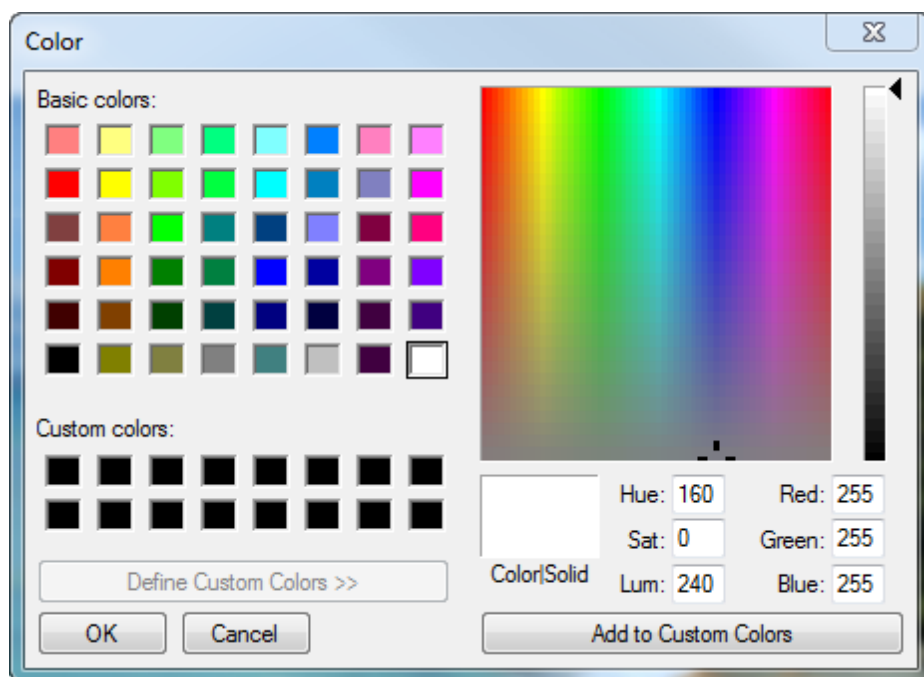 Color
Basic colors:
Custom colors:
Define Custom Colors >>
OK Cancel
Color|Solid
Hue: 160 Red: 255
Sat: 0 Green: 255
Lum: 240 Blue: 255
Add to Custom Colors